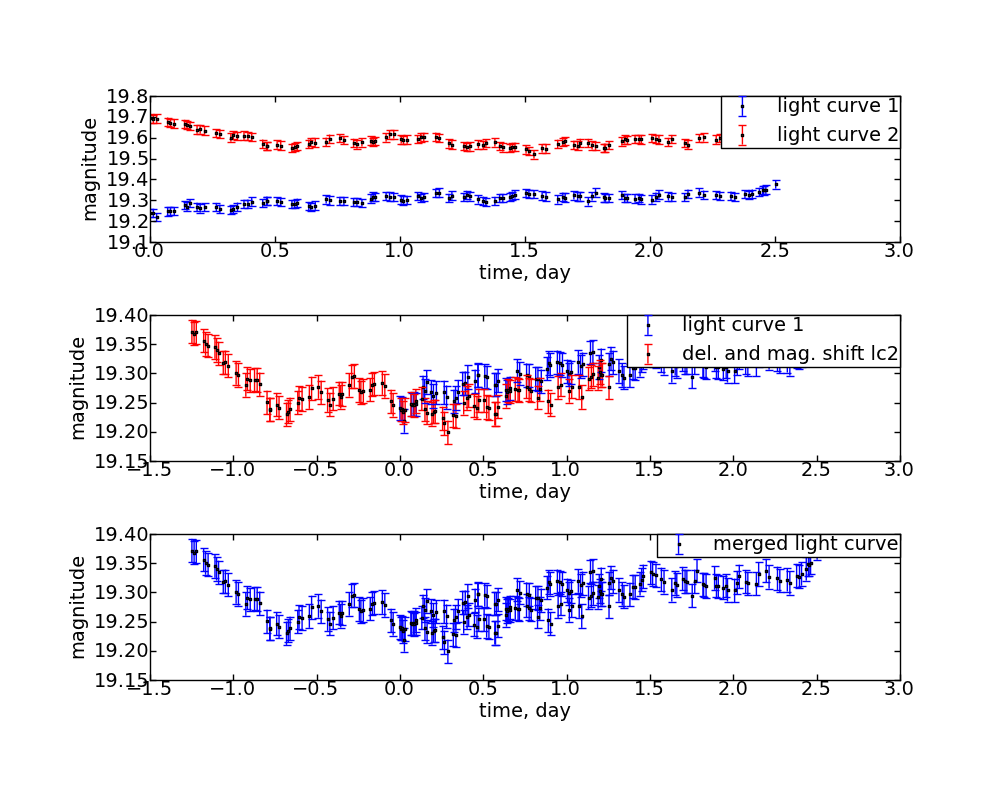 19.8
19.7
19.6
19.5
19.4
19.3
19.2
19.1
magnitude
light curve 1
light curve 2
0.0 0.5 1.0 1.5 2.0 2.5 3.0
time, day
19.40
19.35
19.30
19.25
19.20
19.15
magnitude
light curve 1
del. and mag. shift lc2
−1.5 −1.0 −0.5 0.0 0.5 1.0 1.5 2.0 2.5 3.0
time, day
19.40
19.35
19.30
19.25
19.20
19.15
magnitude
merged light curve
−1.5 −1.0 −0.5 0.0 0.5 1.0 1.5 2.0 2.5 3.0
time, day